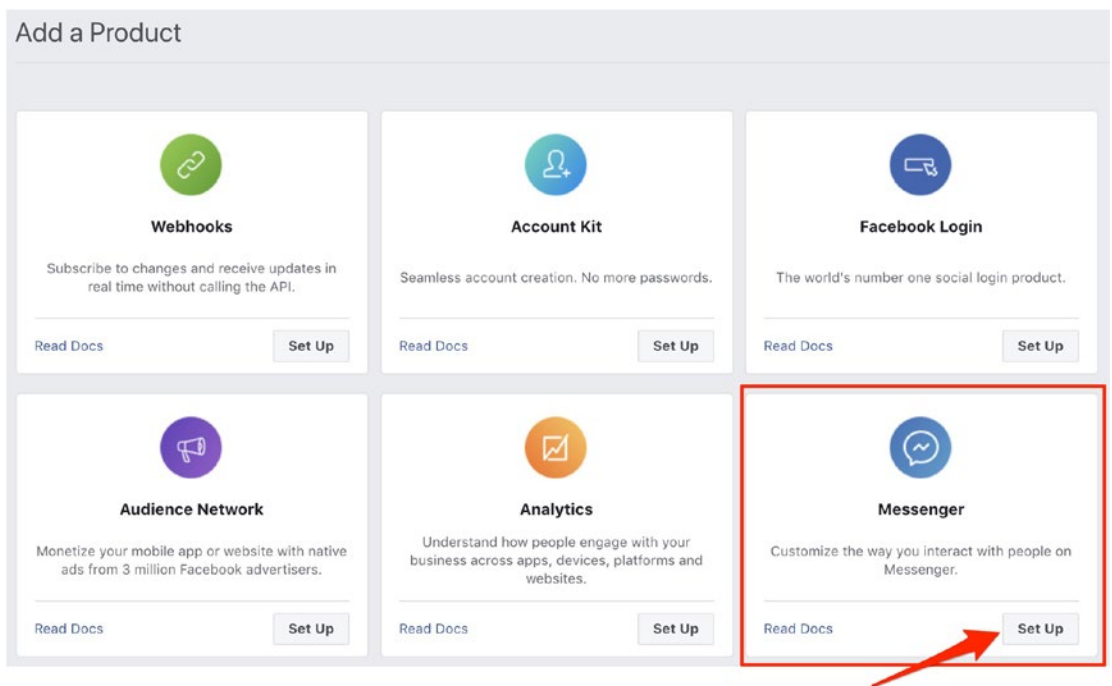 Add a Product
Webhooks
Subscribe to changes and receive updates in
real time without calling the API.
Read Docs
Set Up
Account Kit
Seamless account creation. No more passwords.
Read Docs
Set Up
Facebook Login
The world's number one social login product.
Read Docs
Set Up
Audience Network
Monetize your mobile app or website with native
ads from 3 million Facebook advertisers.
Read Docs
Set Up
Analytics
Understand how people engage with your
business across apps, devices, platforms and
websites.
Read Docs
Set Up
Messenger
Customize the way you interact with people on
Messenger.
Read Docs
Set Up